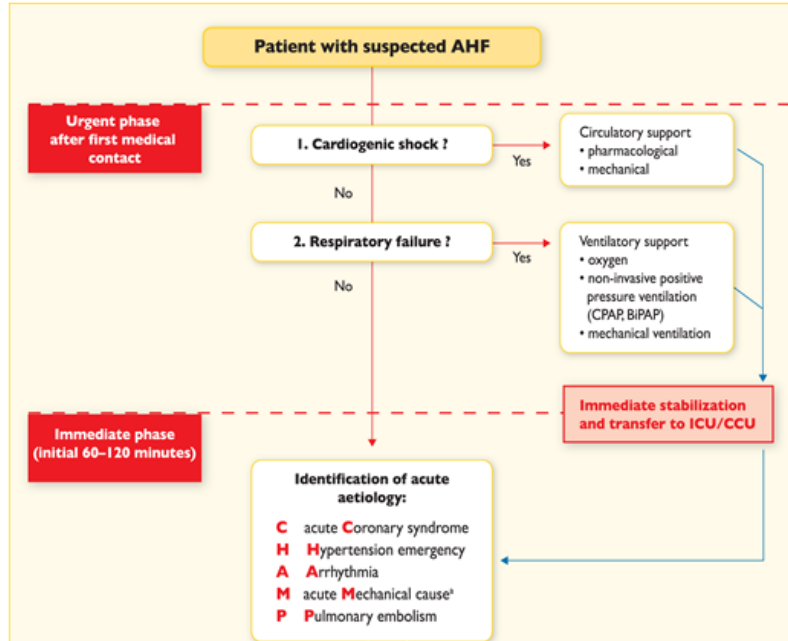 Patient with suspected AHF
Urgent phase
after first medical
contact
1. Cardiogenic shock ?
Yes
Circulatory support
• pharmacological
• mechanical
No
2. Respiratory failure ?
Yes
Ventilatory support
• oxygen
• non-invasive positive
pressure ventilation
(CPAP, BiPAP)
• mechanical ventilation
No
Immediate stabilization
and transfer to ICU/CCU
Immediate phase
(initial 60–120 minutes)
Identification of acute
aetiology:
C acute Coronary syndrome
H Hypertension emergency
A Arrhythmia
M acute Mechanical causeᵃ
P Pulmonary embolism